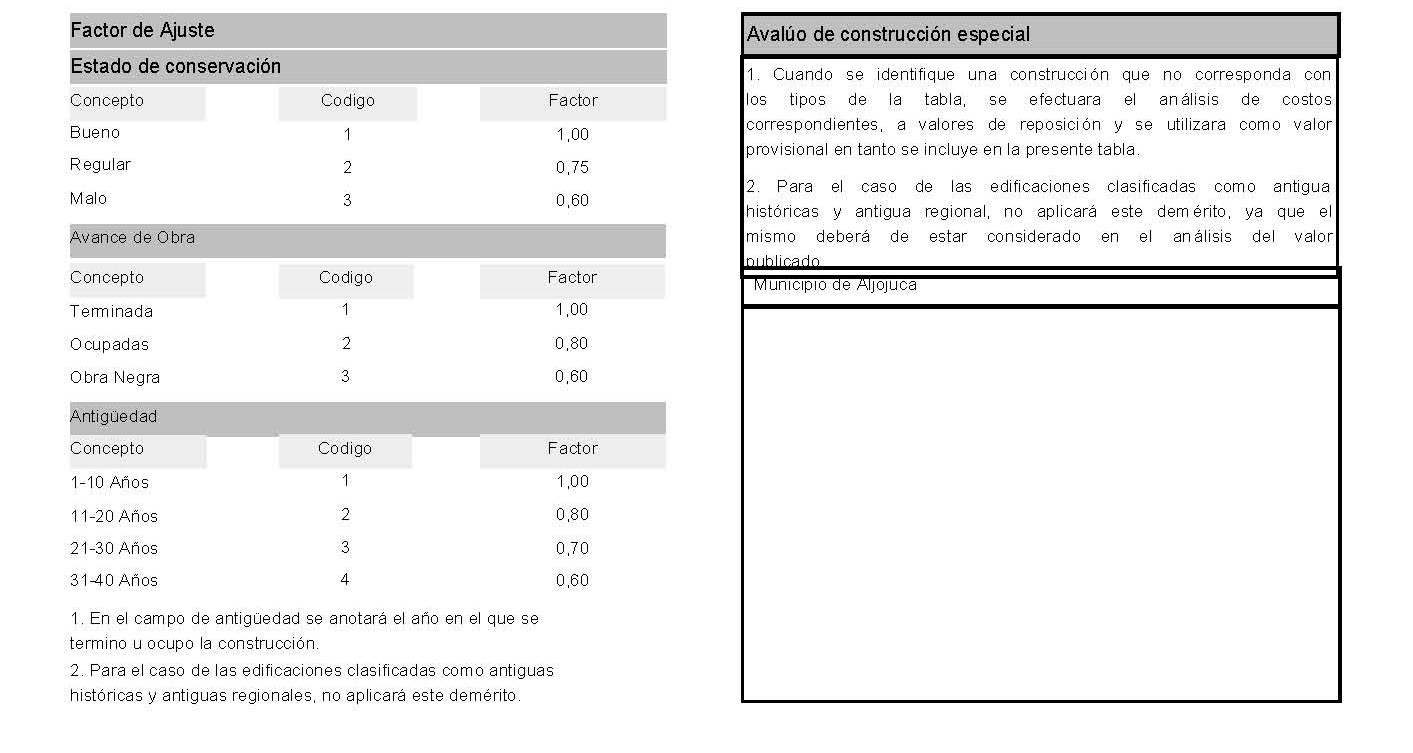 Factor de Ajuste
Estado de conservación
Concepto Codigo Factor
Bueno 1 1,00
Regular 2 0,75
Malo 3 0,60
Avance de Obra
Concepto Codigo Factor
Terminada 1 1,00
Ocupadas 2 0,80
Obra Negra 3 0,60
Antigüedad
Concepto Codigo Factor
1-10 Años 1 1,00
11-20 Años 2 0,80
21-30 Años 3 0,70
31-40 Años 4 0,60
1. En el campo de antigüedad se anotará el año en el que se
termino u ocupo la construcción.
2. Para el caso de las edificaciones clasificadas como antiguas
históricas y antiguas regionales, no aplicará este demérito.
Avalúo de construcción especial
1. Cuando se identifique una construcción que no corresponda con
los tipos de la tabla, se efectuara el análisis de costos
correspondientes, a valores de reposición y se utilizara como valor
provisional en tanto se incluye en la presente tabla.
2. Para el caso de las edificaciones clasificadas como antigua
históricas y antigua regional, no aplicará este demérito, ya que el
mismo deberá de estar considerado en el análisis del valor
publicado
Municipio de Aljojuca